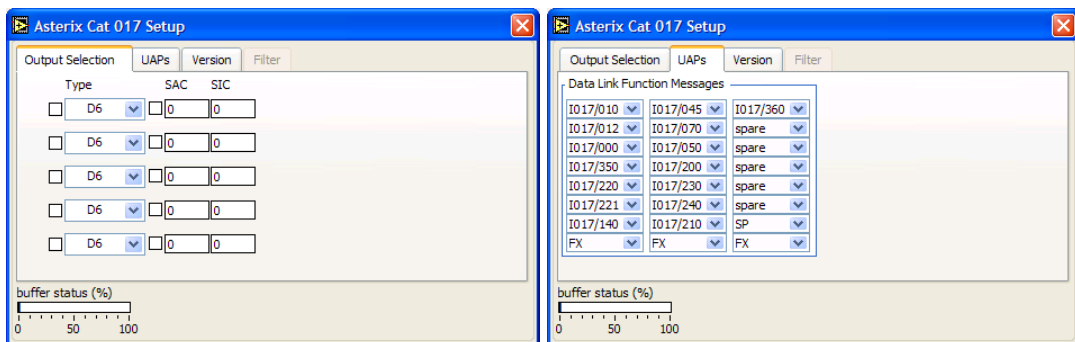 Asterix Cat 017 Setup
Output Selection UAPs Version Filter
Type SAC SIC
D6 0 0
D6 0 0
D6 0 0
D6 0 0
D6 0 0
buffer status (%)
0 50 100
Asterix Cat 017 Setup
Output Selection UAPs Version Filter
Data Link Function Messages
I017/010 I017/045 I017/360
I017/012 I017/070 spare
I017/000 I017/050 spare
I017/350 I017/200 spare
I017/220 I017/230 spare
I017/221 I017/240 spare
I017/140 I017/210 SP
FX FX FX
buffer status (%)
0 50 100